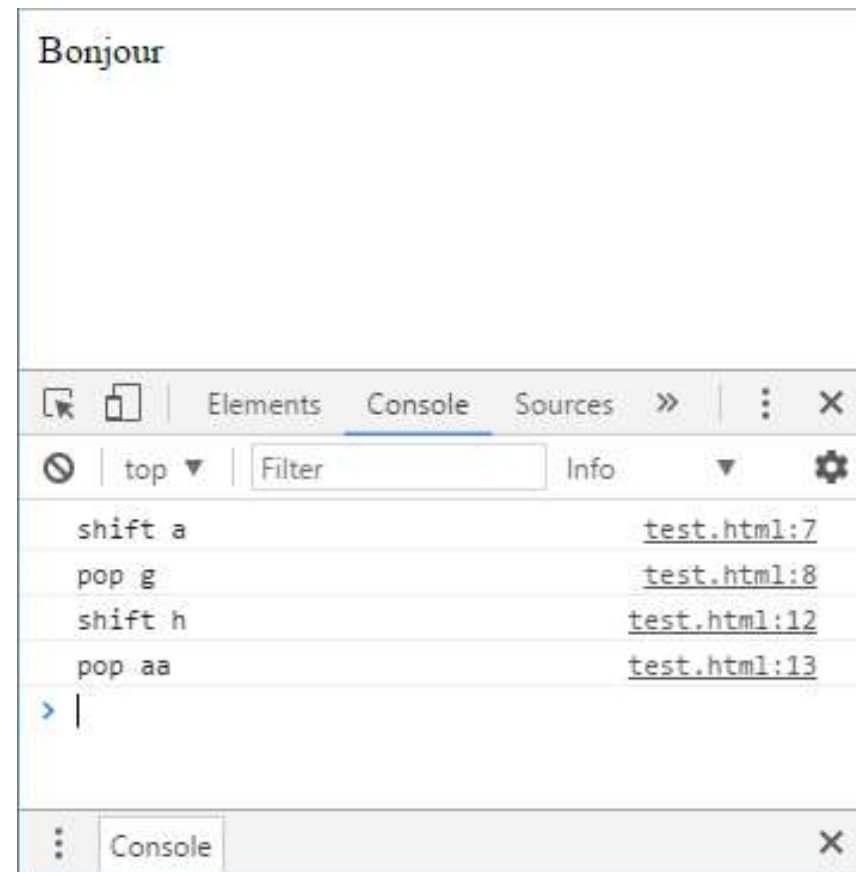 Bonjour
Elements Console Sources »
top ▼ Filter Info ▼
shift a test.html:7
pop g test.html:8
shift h test.html:12
pop aa test.html:13
>
Console